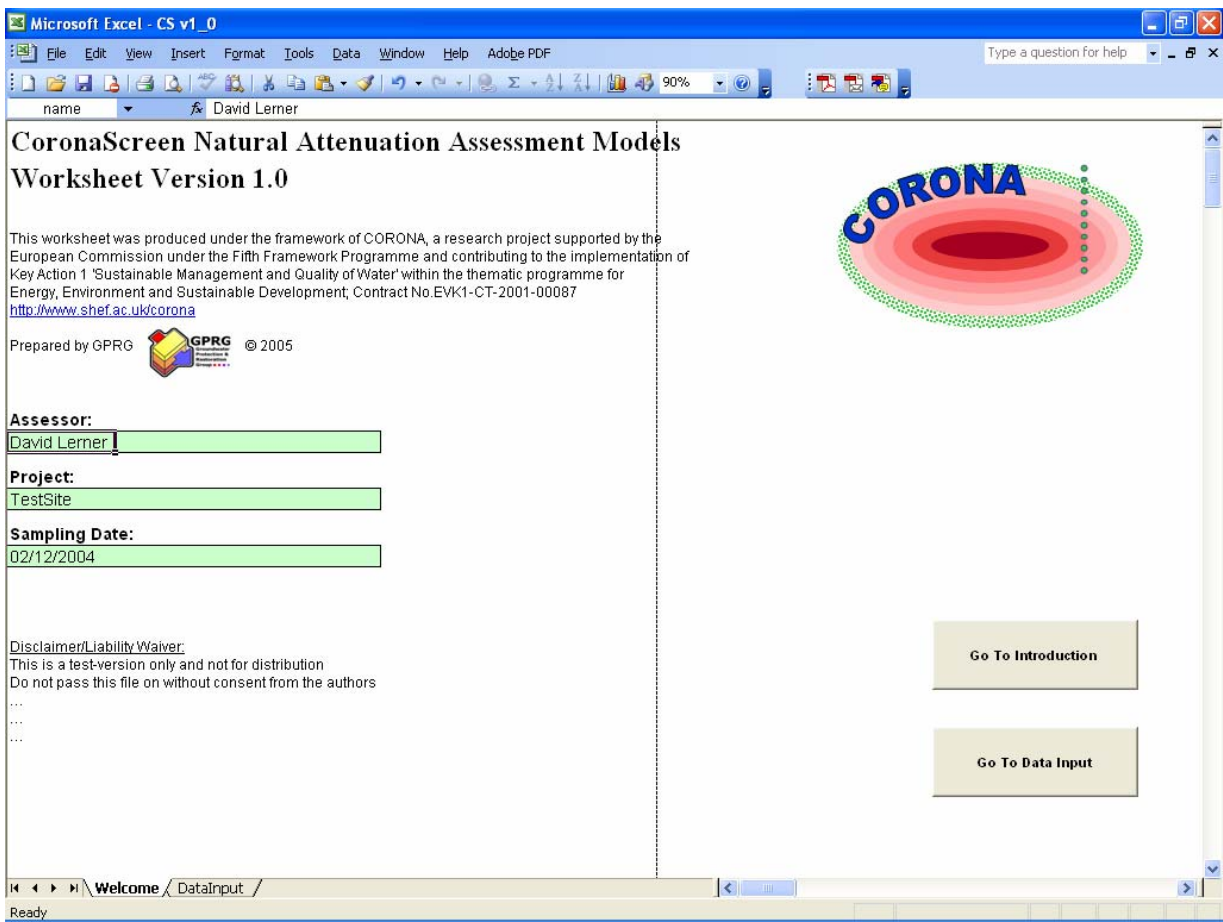 Microsoft Excel - CS v1_0
File Edit View Insert Format Tools Data Window Help Adobe PDF
Type a question for help
90%
name
fx David Lerner
CoronaScreen Natural Attenuation Assessment Models
Worksheet Version 1.0
CORONA
This worksheet was produced under the framework of CORONA, a research project supported by the
European Commission under the Fifth Framework Programme and contributing to the implementation of
Key Action 1 'Sustainable Management and Quality of Water' within the thematic programme for
Energy, Environment and Sustainable Development; Contract No.EVK1-CT-2001-00087
http://www.shef.ac.uk/corona
Prepared by GPRG
GPRG
Groundwater
Protection &
Restoration
Group
© 2005
Assessor:
David Lerner
Project:
TestSite
Sampling Date:
02/12/2004
Disclaimer/Liability Waiver:
This is a test-version only and not for distribution
Do not pass this file on without consent from the authors
...
...
...
Go To Introduction
Go To Data Input
Welcome DataInput
Ready